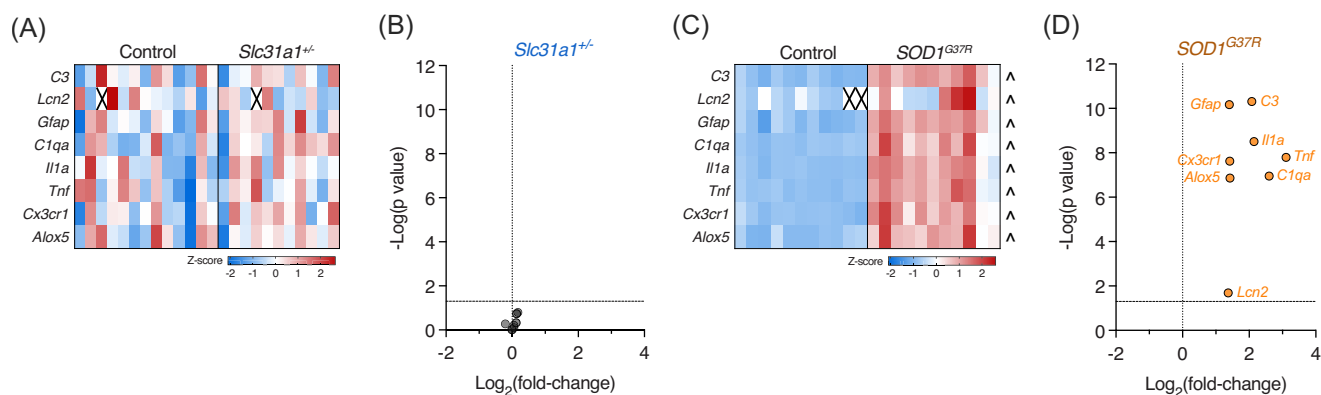 (A)
Control Slc31a1+/-
C3
Lcn2
Gfap
C1qa
Il1a
Tnf
Cx3cr1
Alox5
Z-score
-2 -1 0 1 2
(B)
Slc31a1+/-
12
10
8
6
4
2
0
-Log(p value)
-2 0 2 4
Log2(fold-change)
(C)
Control SOD1G37R
C3 ^
Lcn2 ^
Gfap ^
C1qa ^
Il1a ^
Tnf ^
Cx3cr1 ^
Alox5 ^
Z-score
-2 -1 0 1 2
(D)
SOD1G37R
12
10
8
6
4
2
0
-Log(p value)
Gfap C3
Il1a
Cx3cr1 Tnf
Alox5 C1qa
Lcn2
-2 0 2 4
Log2(fold-change)